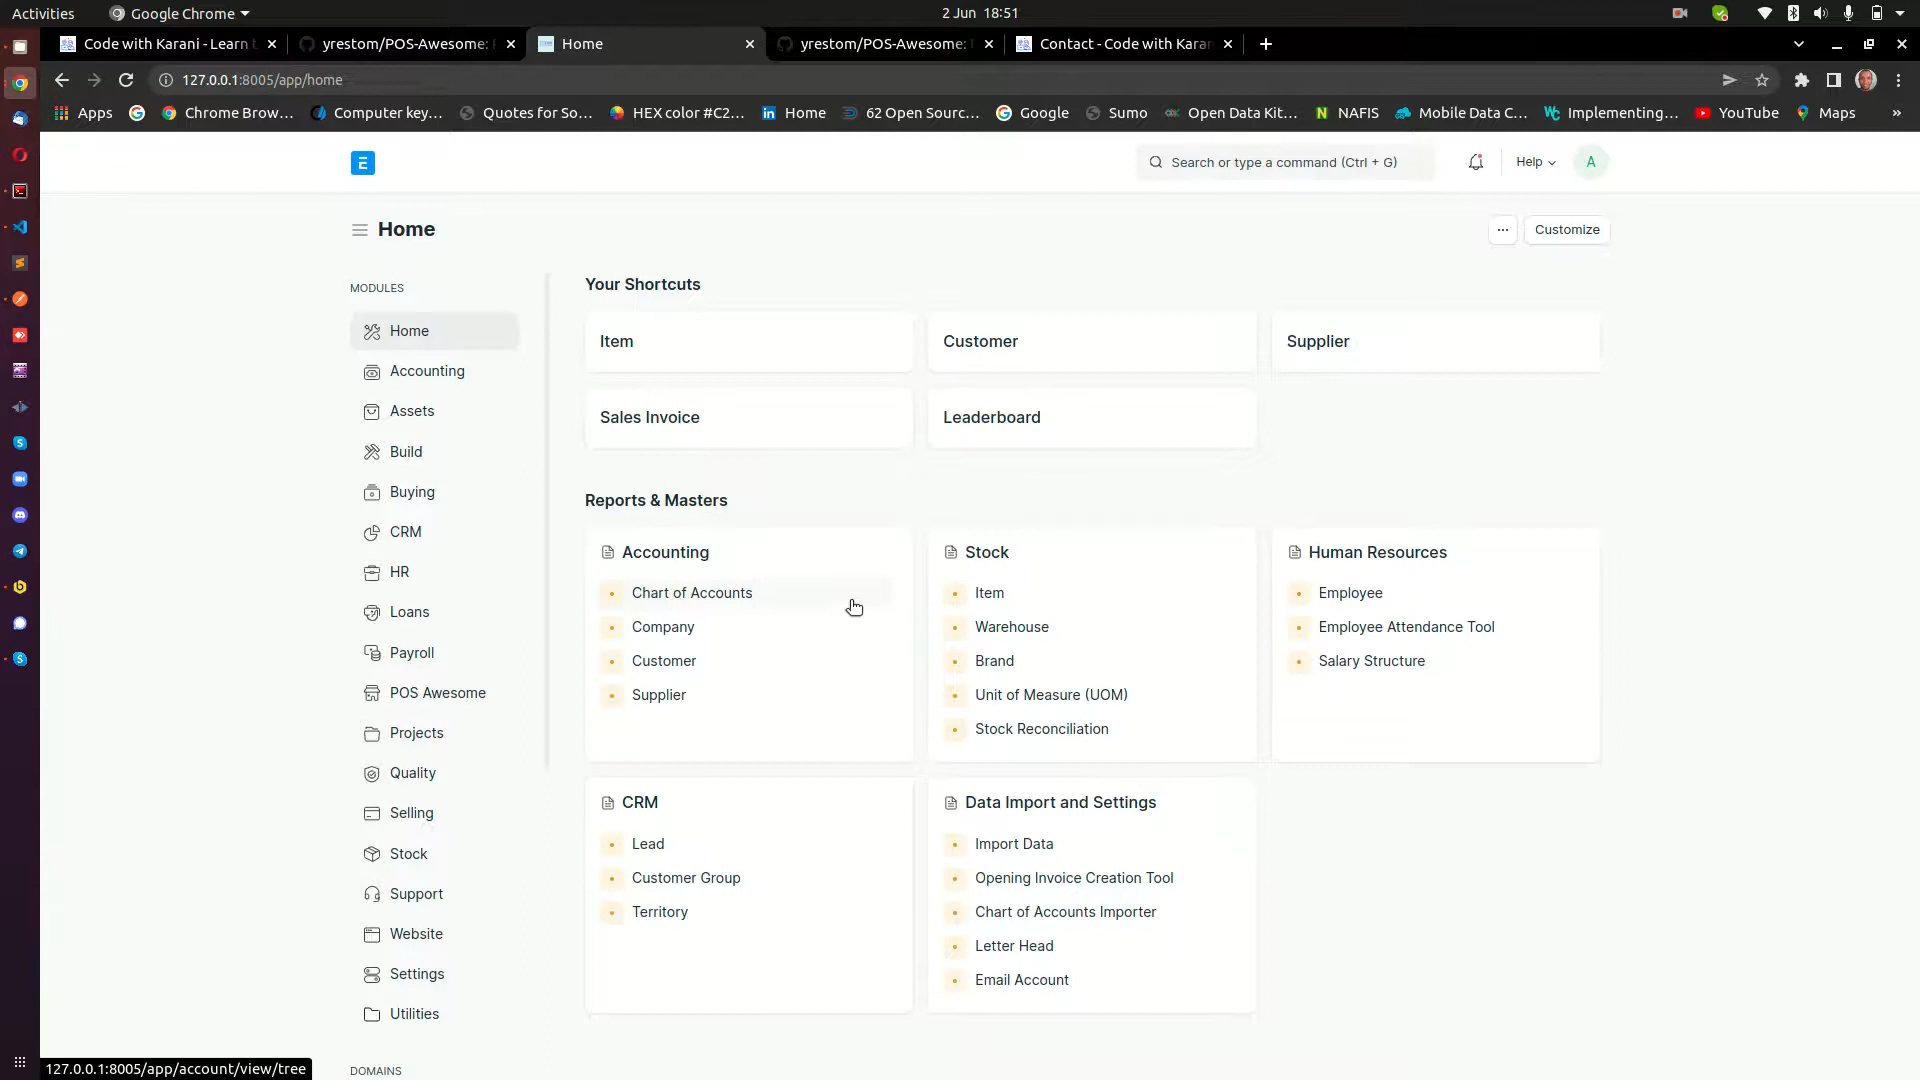 Activities
Google Chrome
2 Jun 18:51
Code with Karani - Learn t
yrestom/POS-Awesome:
Home
yrestom/POS-Awesome:
Contact - Code with Karan
127.0.0.1:8005/app/home
Apps
Chrome Brow...
Computer key...
Quotes for So...
HEX color #C2...
Home
62 Open Sourc...
Google
Sumo
Open Data Kit...
NAFIS
Mobile Data C...
Implementing...
YouTube
Maps
»
E
Search or type a command (Ctrl + G)
Help
A
Home
...
Customize
MODULES
Home
Accounting
Assets
Build
Buying
CRM
HR
Loans
Payroll
POS Awesome
Projects
Quality
Selling
Stock
Support
Website
Settings
Utilities
DOMAINS
Your Shortcuts
Item
Customer
Supplier
Sales Invoice
Leaderboard
Reports & Masters
Accounting
Chart of Accounts
Company
Customer
Supplier
Stock
Item
Warehouse
Brand
Unit of Measure (UOM)
Stock Reconciliation
Human Resources
Employee
Employee Attendance Tool
Salary Structure
CRM
Lead
Customer Group
Territory
Data Import and Settings
Import Data
Opening Invoice Creation Tool
Chart of Accounts Importer
Letter Head
Email Account
127.0.0.1:8005/app/account/view/tree